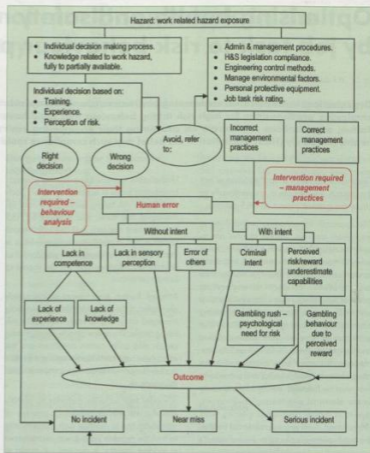 Hazard: work related hazard exposure
• Individual decision making process.
• Knowledge related to work hazard,
fully to partially available.
• Admin & management procedures.
• H&S legislation compliance.
• Engineering control methods.
• Manage environmental factors.
• Personal protective equipment.
• Job task risk rating.
Individual decision based on:
• Training.
• Experience.
• Perception of risk.
Avoid, refer
to:
Incorrect
management
practices
Correct
management
practices
Right
decision
Wrong
decision
Intervention
required –
behaviour
analysis
Intervention required
– management
practices
Human error
Without intent
With intent
Lack in
competence
Lack in sensory
perception
Error of
others
Criminal
intent
Perceived
risk/reward
underestimate
capabilities
Lack of
experience
Lack of
knowledge
Gambling rush –
psychological
need for risk
Gambling
behaviour
due to
perceived
reward
Outcome
No incident
Near miss
Serious incident